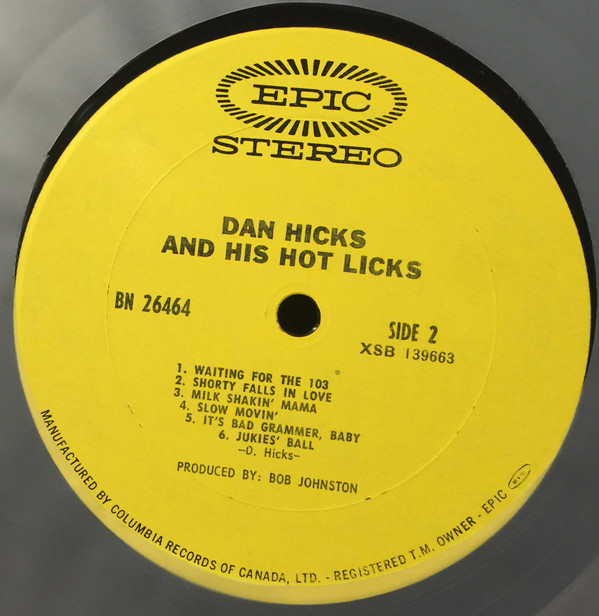 EPIC
STEREO
DAN HICKS
AND HIS HOT LICKS
BN 26464
SIDE 2
XSB 139663
1. WAITING FOR THE 103
2. SHORTY FALLS IN LOVE
3. MILK SHAKIN' MAMA
4. SLOW MOVIN'
5. IT'S BAD GRAMMER, BABY
6. JUKIES' BALL
-D. Hicks-
PRODUCED BY: BOB JOHNSTON
MANUFACTURED BY COLUMBIA RECORDS OF CANADA, LTD. - REGISTERED T.M. OWNER - EPIC